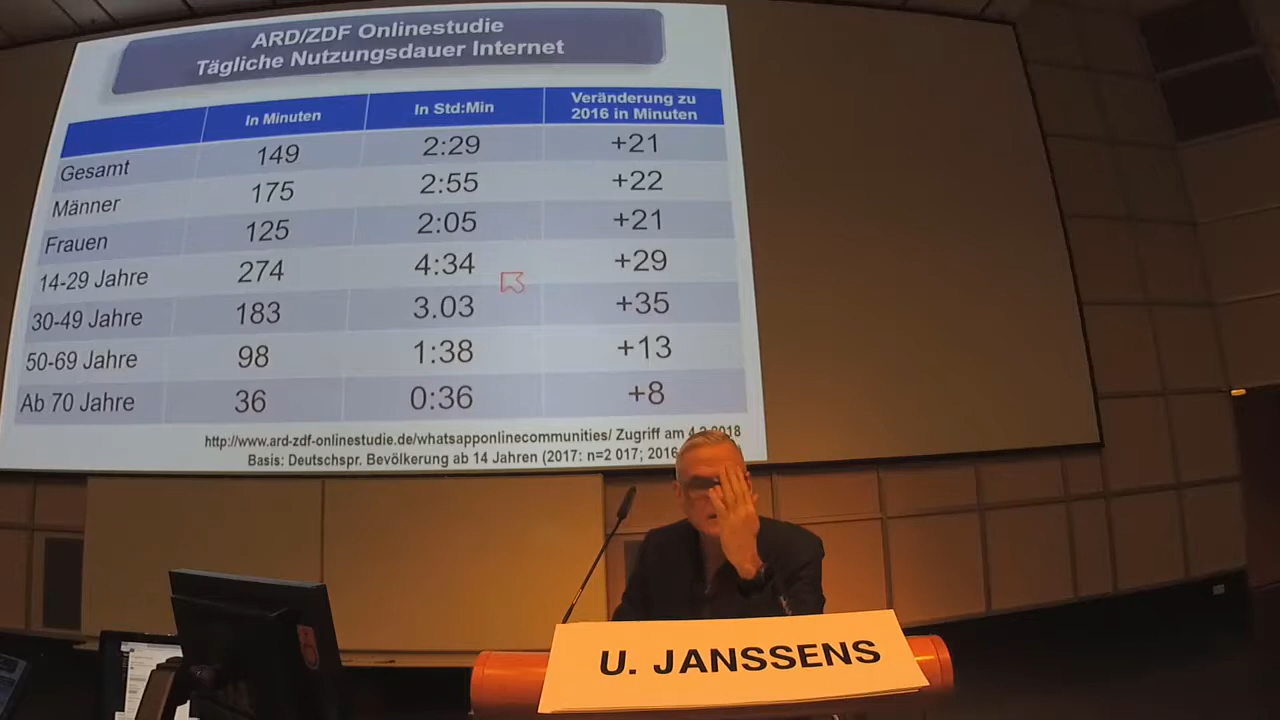 ARD/ZDF Onlinestudie
Tägliche Nutzungsdauer Internet
In Minuten In Std:Min Veränderung zu 2016 in Minuten
Gesamt 149 2:29 +21
Männer 175 2:55 +22
Frauen 125 2:05 +21
14-29 Jahre 274 4:34 +29
30-49 Jahre 183 3.03 +35
50-69 Jahre 98 1:38 +13
Ab 70 Jahre 36 0:36 +8
http://www.ard-zdf-onlinestudie.de/whatsapponlinecommunities/ Zugriff am 2018
Basis: Deutschspr. Bevölkerung ab 14 Jahren (2017: n=2 017; 2016
U. JANSSENS